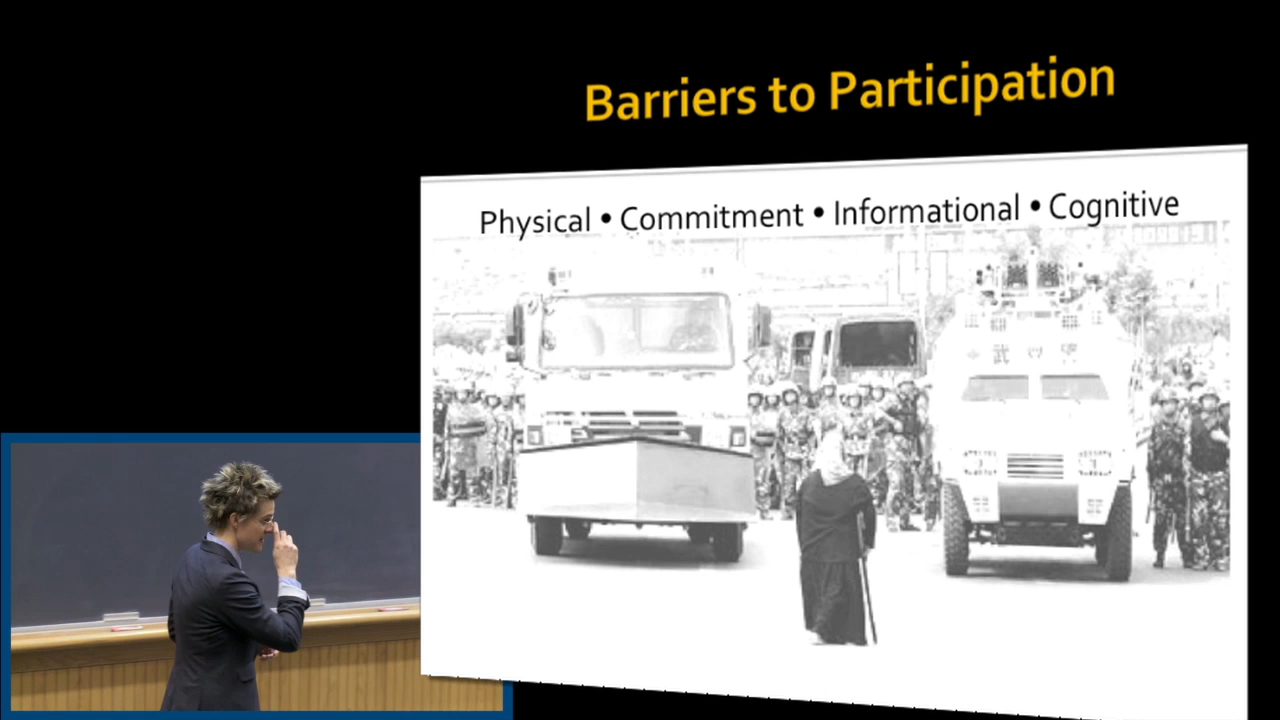 Barriers to Participation
Physical • Commitment • Informational • Cognitive